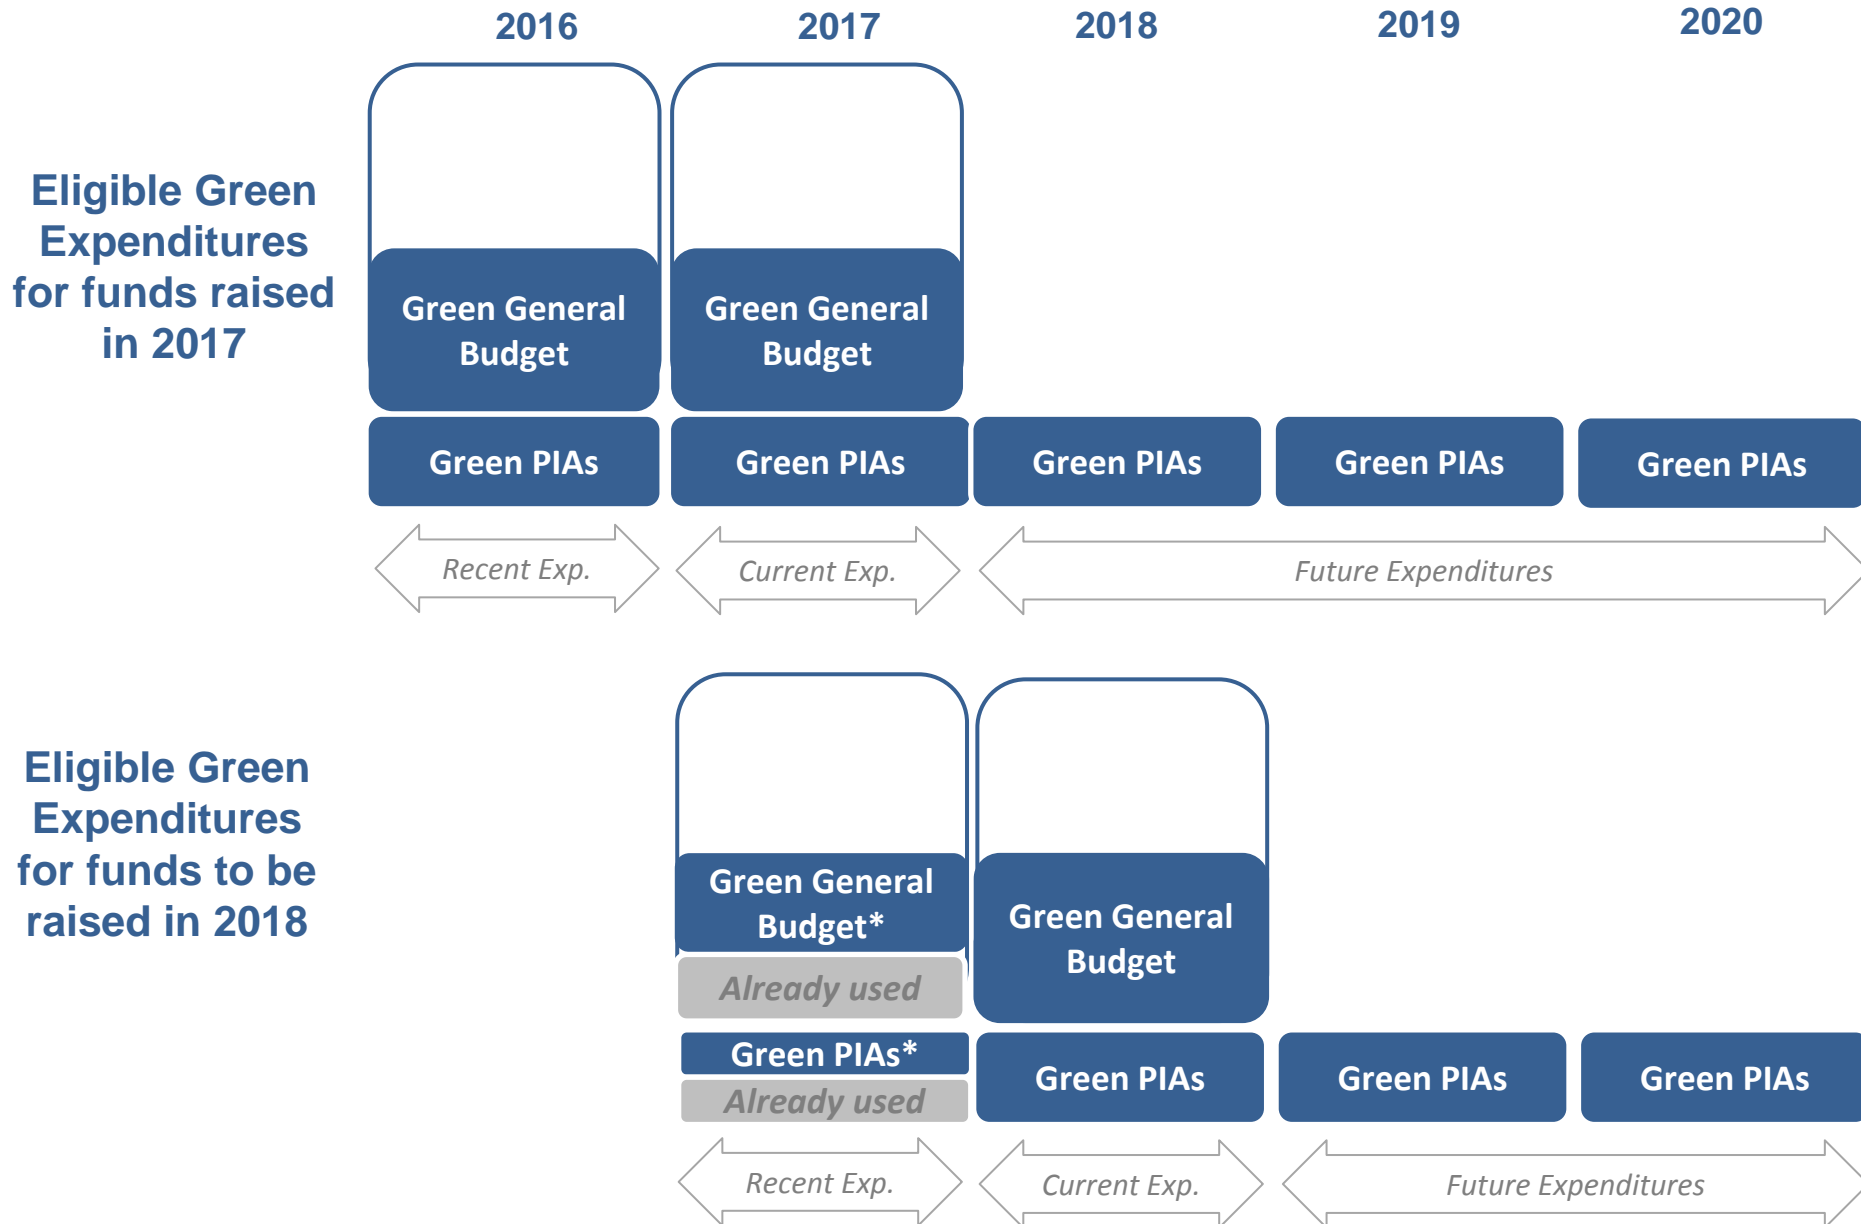 2016 2017 2018 2019 2020
Eligible Green
Expenditures
for funds raised
in 2017
Green General
Budget
Green General
Budget
Green PIAs
Green PIAs
Green PIAs
Green PIAs
Green PIAs
Recent Exp.
Current Exp.
Future Expenditures
Eligible Green
Expenditures
for funds to be
raised in 2018
Green General
Budget*
Already used
Green General
Budget
Green PIAs*
Already used
Green PIAs
Green PIAs
Green PIAs
Recent Exp.
Current Exp.
Future Expenditures